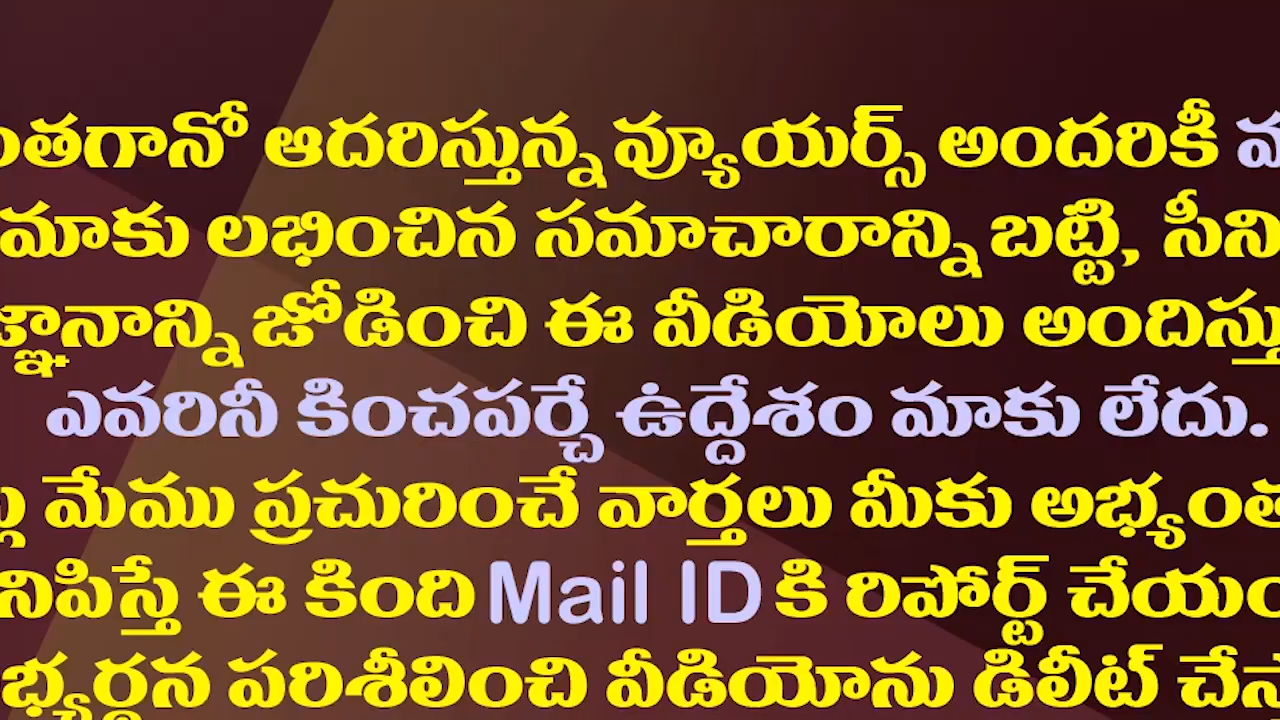 ంతగానో ఆదరిస్తున్న వ్యూయర్స్ అందరికీ
మాకు లభించిన సమాచారాన్ని బట్టి, సిని
జ్ఞానాన్ని జోడించి ఈ వీడియోలు అందిస్తు
ఎవరినీ కించపర్చే ఉద్దేశం మాకు లేదు.
మేము ప్రచురించే వార్తలు మీకు అభ్యంత
నిపిస్తే ఈ కింది Mail ID కి రిపోర్ట్ చేయం
భ్యర్ధన పరిశీలించి వీడియోను డిలీట్ చేస